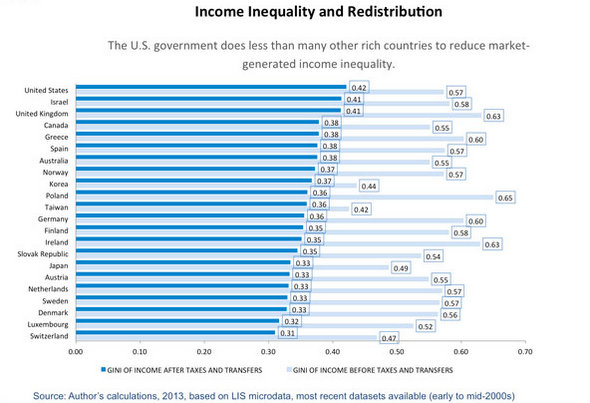 Income Inequality and Redistribution
The U.S. government does less than many other rich countries to reduce market-
generated income inequality.
United States 0.42 0.57
Israel 0.41 0.58
United Kingdom 0.41 0.63
Canada 0.38 0.55
Greece 0.38 0.60
Spain 0.38 0.57
Australia 0.38 0.55
Norway 0.37 0.57
Korea 0.37 0.44
Poland 0.36 0.65
Taiwan 0.36 0.42
Germany 0.36 0.60
Finland 0.35 0.58
Ireland 0.35 0.63
Slovak Republic 0.35 0.54
Japan 0.33 0.49
Austria 0.33 0.55
Netherlands 0.33 0.57
Sweden 0.33 0.57
Denmark 0.33 0.56
Luxembourg 0.32 0.52
Switzerland 0.31 0.47
0.00 0.10 0.20 0.30 0.40 0.50 0.60 0.70
GINI OF INCOME AFTER TAXES AND TRANSFERS GINI OF INCOME BEFORE TAXES AND TRANSFERS
Source: Author's calculations, 2013, based on LIS microdata, most recent datasets available (early to mid-2000s)